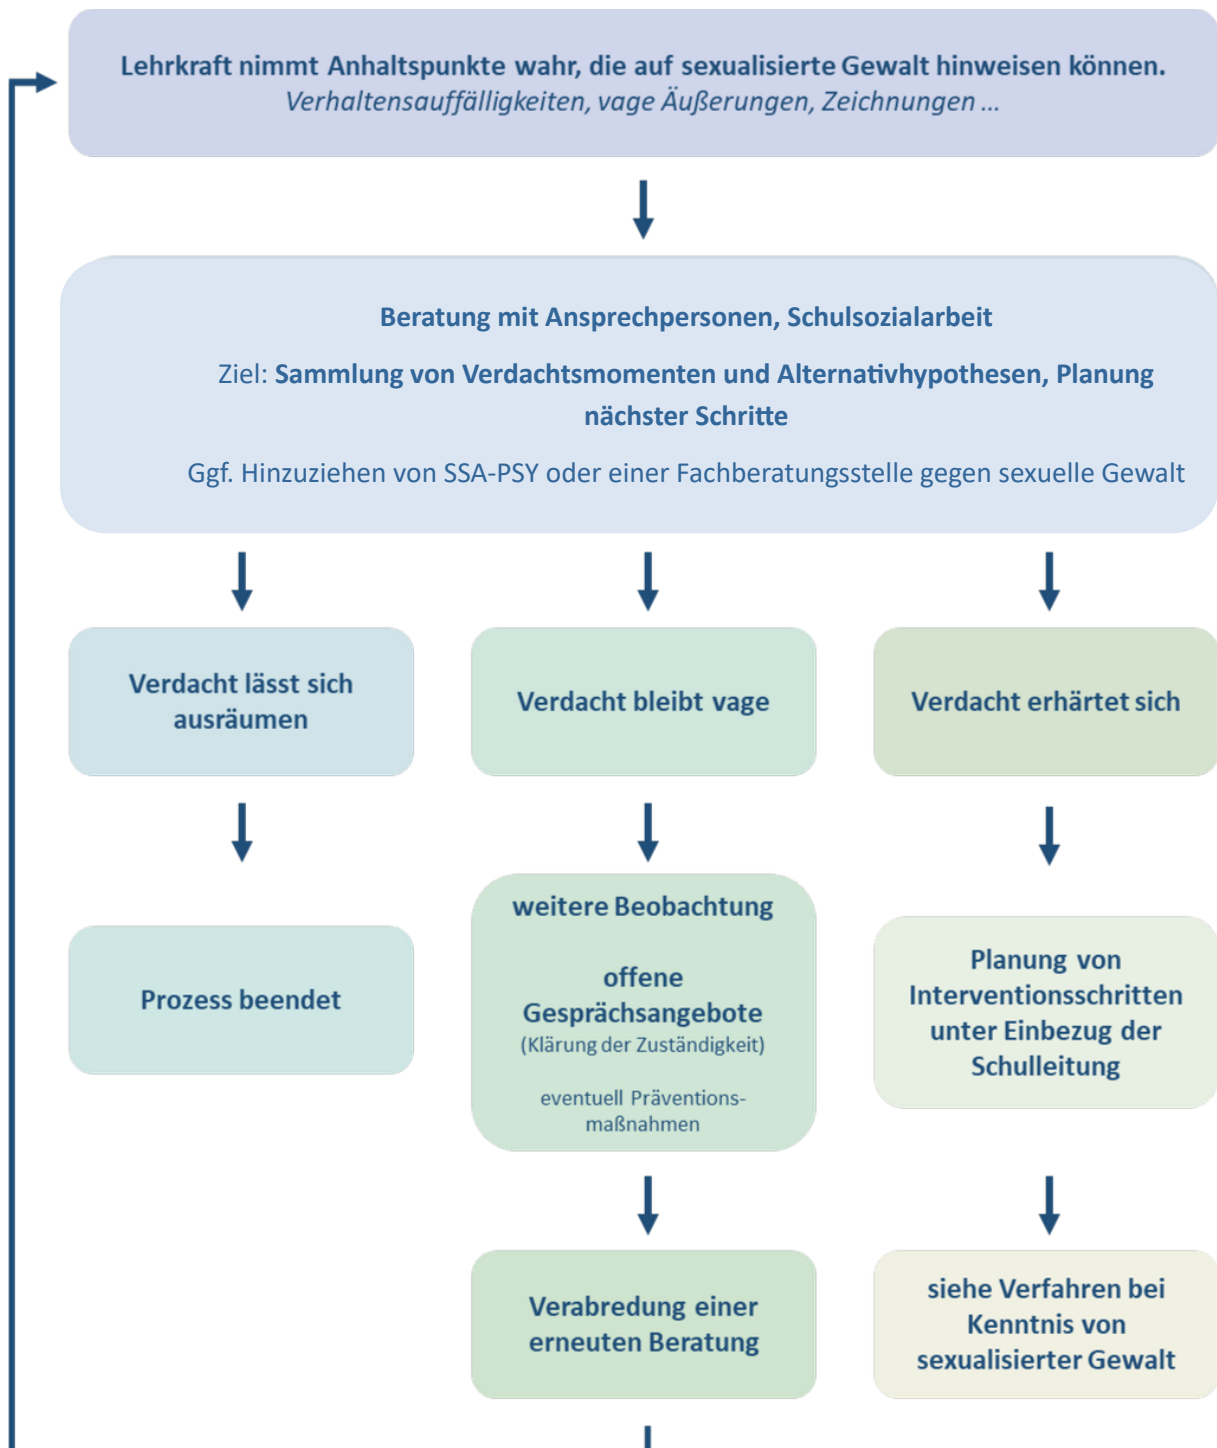 Lehrkraft nimmt Anhaltspunkte wahr, die auf sexualisierte Gewalt hinweisen können.
Verhaltensauffälligkeiten, vage Äußerungen, Zeichnungen ...
Beratung mit Ansprechpersonen, Schulsozialarbeit
Ziel: Sammlung von Verdachtsmomenten und Alternativhypothesen, Planung
nächster Schritte
Ggf. Hinzuziehen von SSA-PSY oder einer Fachberatungsstelle gegen sexuelle Gewalt
Verdacht lässt sich
ausräumen
Verdacht bleibt vage
Verdacht erhärtet sich
Prozess beendet
weitere Beobachtung
offene
Gesprächsangebote
(Klärung der Zuständigkeit)
eventuell Präventions-
maßnahmen
Planung von
Interventionsschritten
unter Einbezug der
Schulleitung
Verabredung einer
erneuten Beratung
siehe Verfahren bei
Kenntnis von
sexualisierter Gewalt